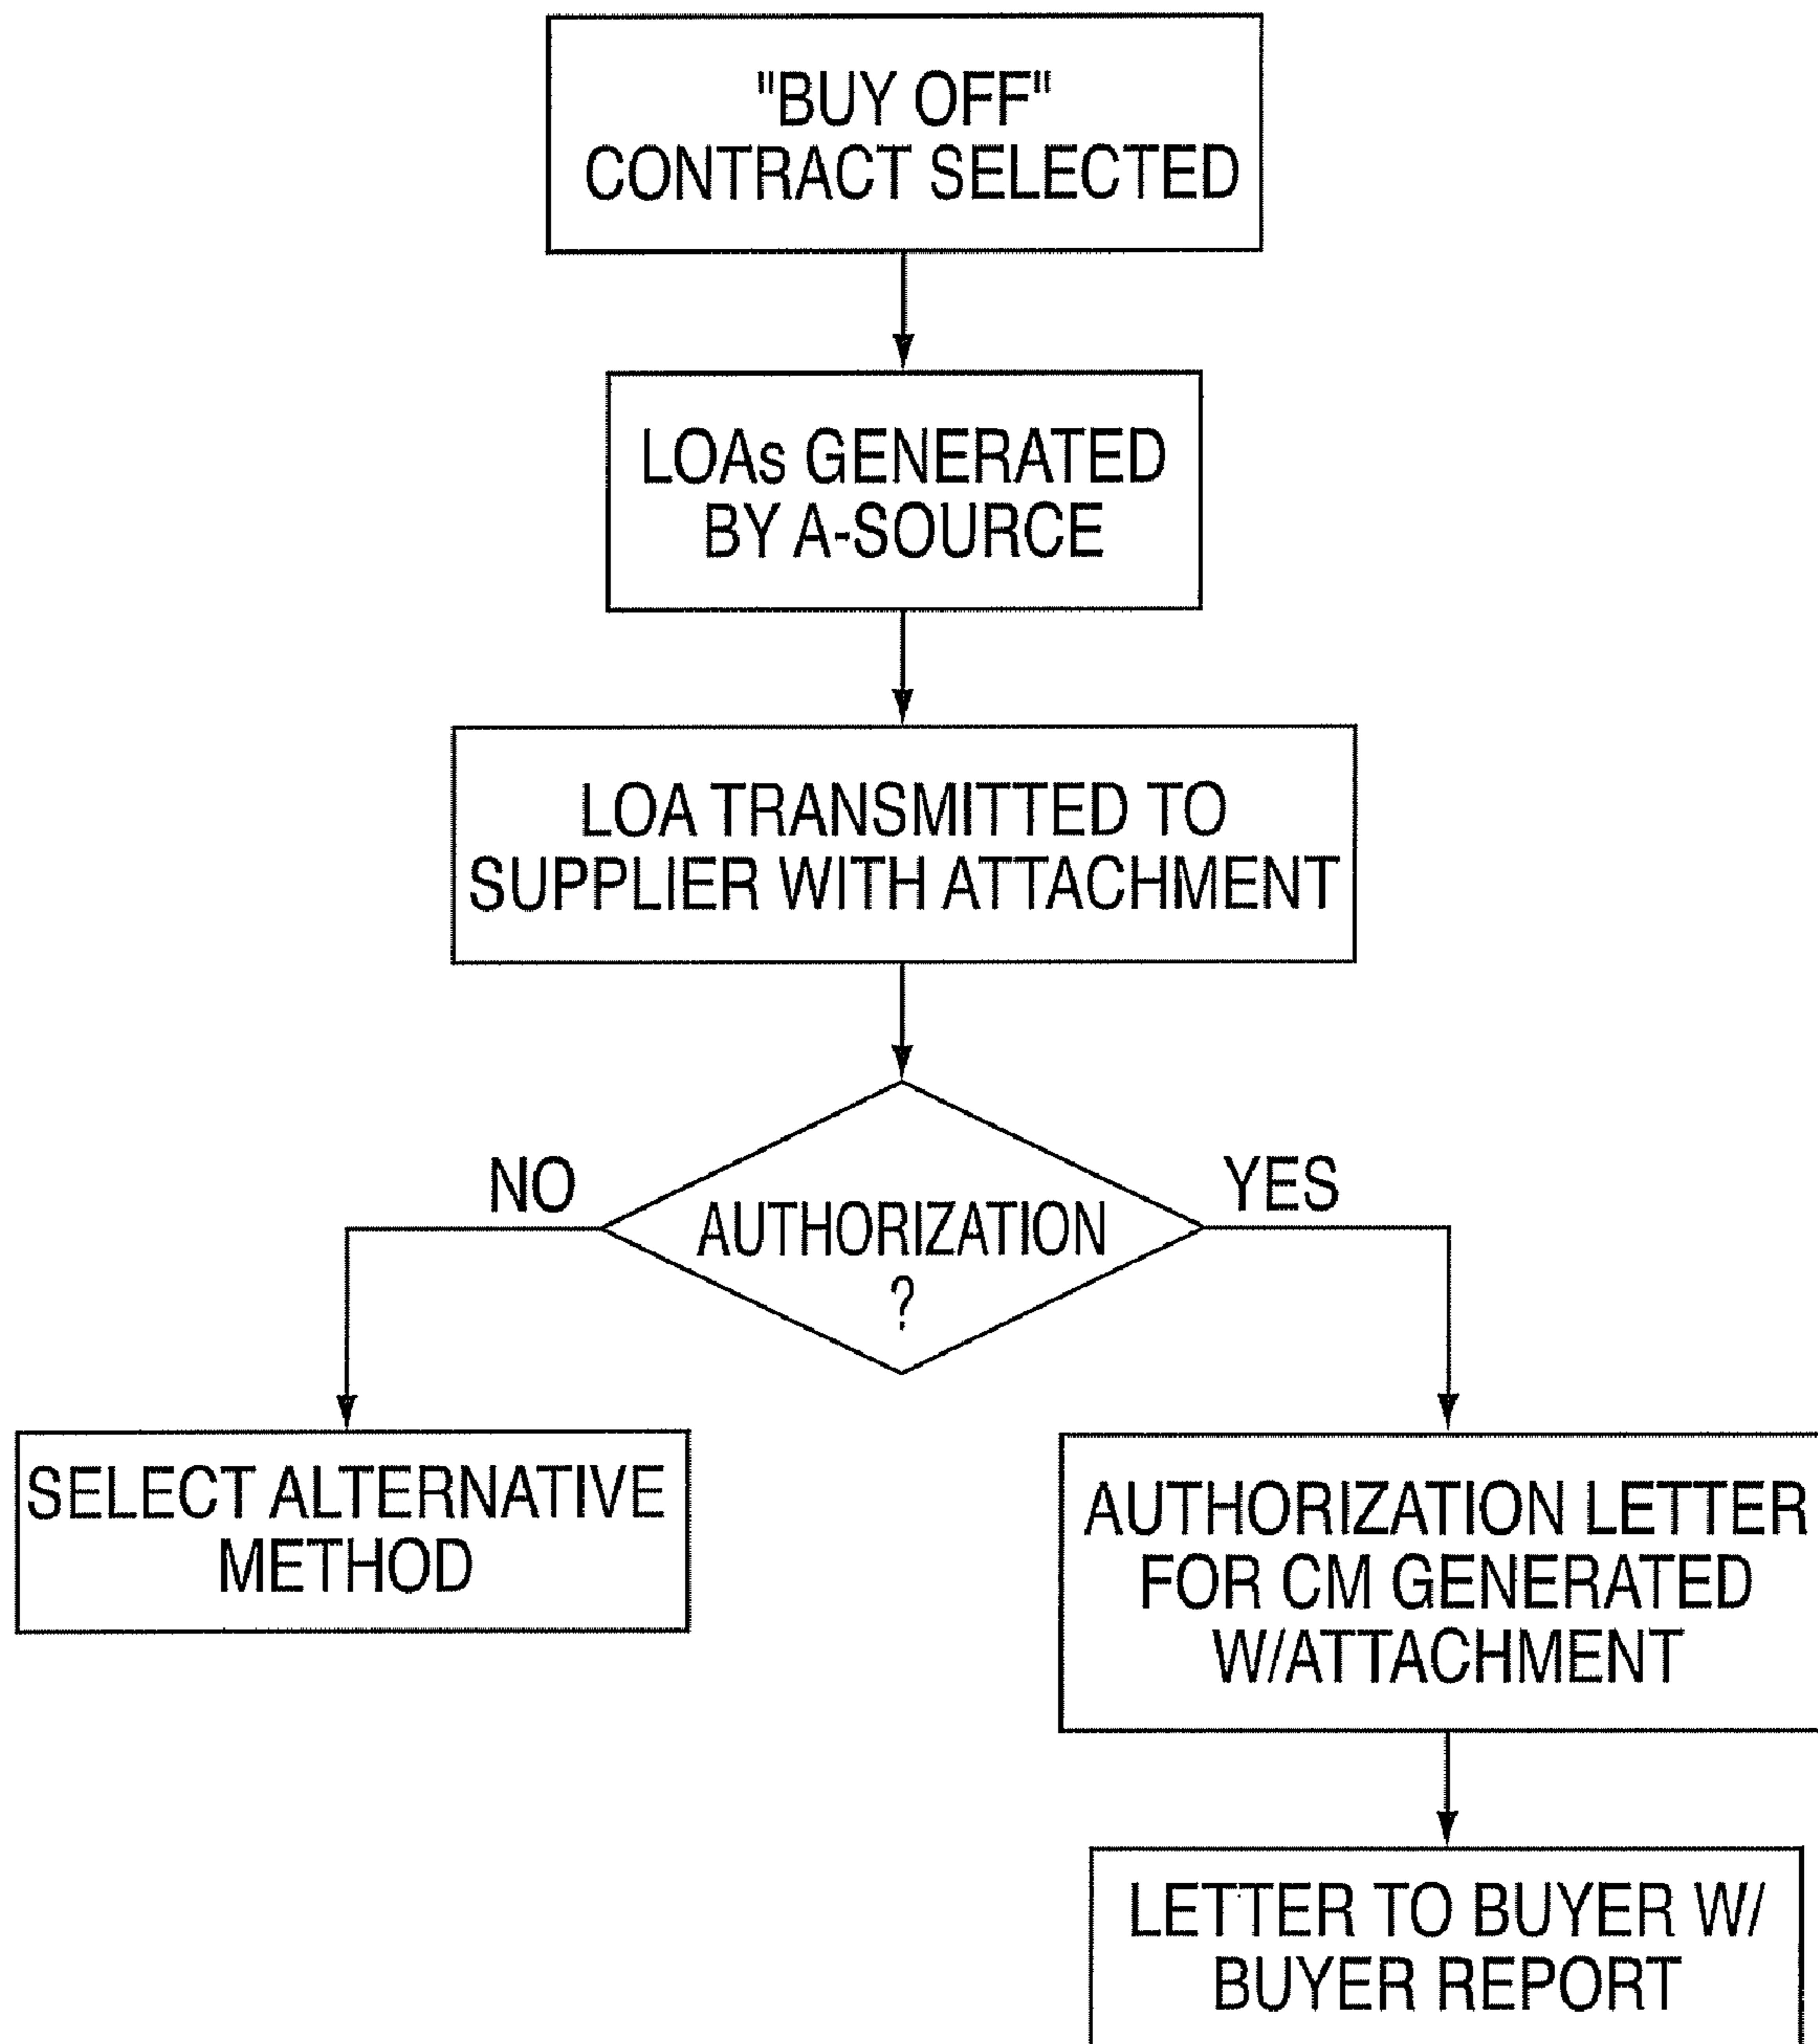 "BUY OFF"
CONTRACT SELECTED
LOAs GENERATED
BY A-SOURCE
LOA TRANSMITTED TO
SUPPLIER WITH ATTACHMENT
NO
YES
AUTHORIZATION
?
SELECT ALTERNATIVE
METHOD
AUTHORIZATION LETTER
FOR CM GENERATED
W/ATTACHMENT
LETTER TO BUYER W/
BUYER REPORT